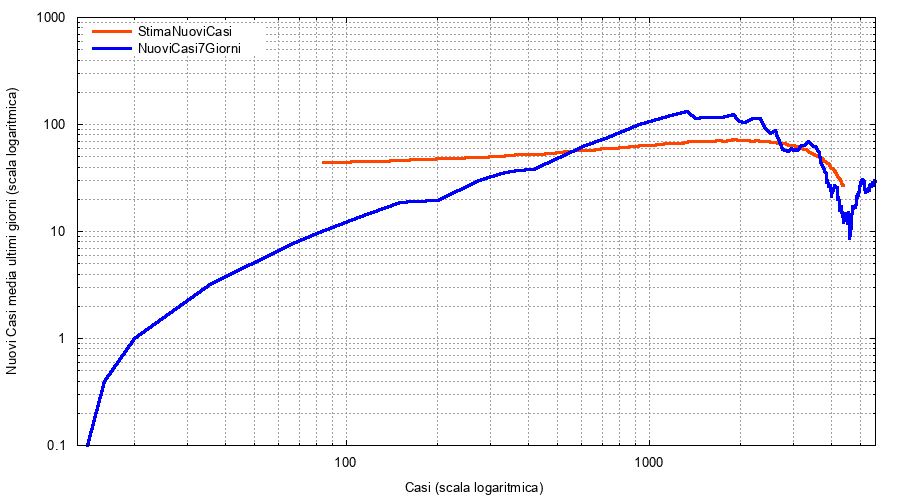 1000
StimaNuoviCasi
NuoviCasi7Giorni
100
10
1
0.1
Nuovi Casi media ultimi giorni (scala logaritmica)
100
1000
Casi (scala logaritmica)